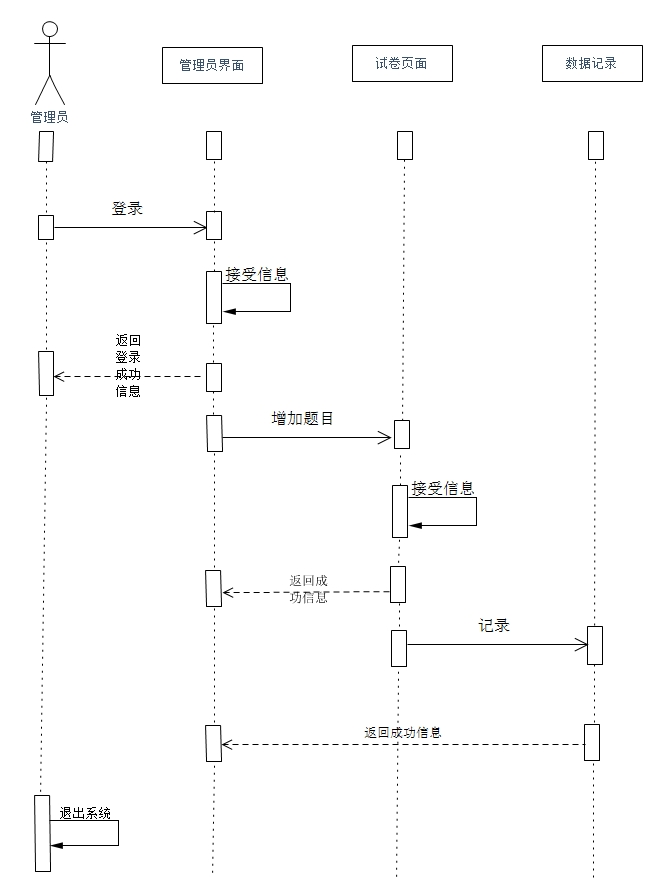 管理员
管理员界面
试卷页面
数据记录
登录
接受信息
返回
登录
成功
信息
增加题目
接受信息
返回成
功信息
记录
返回成功信息
退出系统